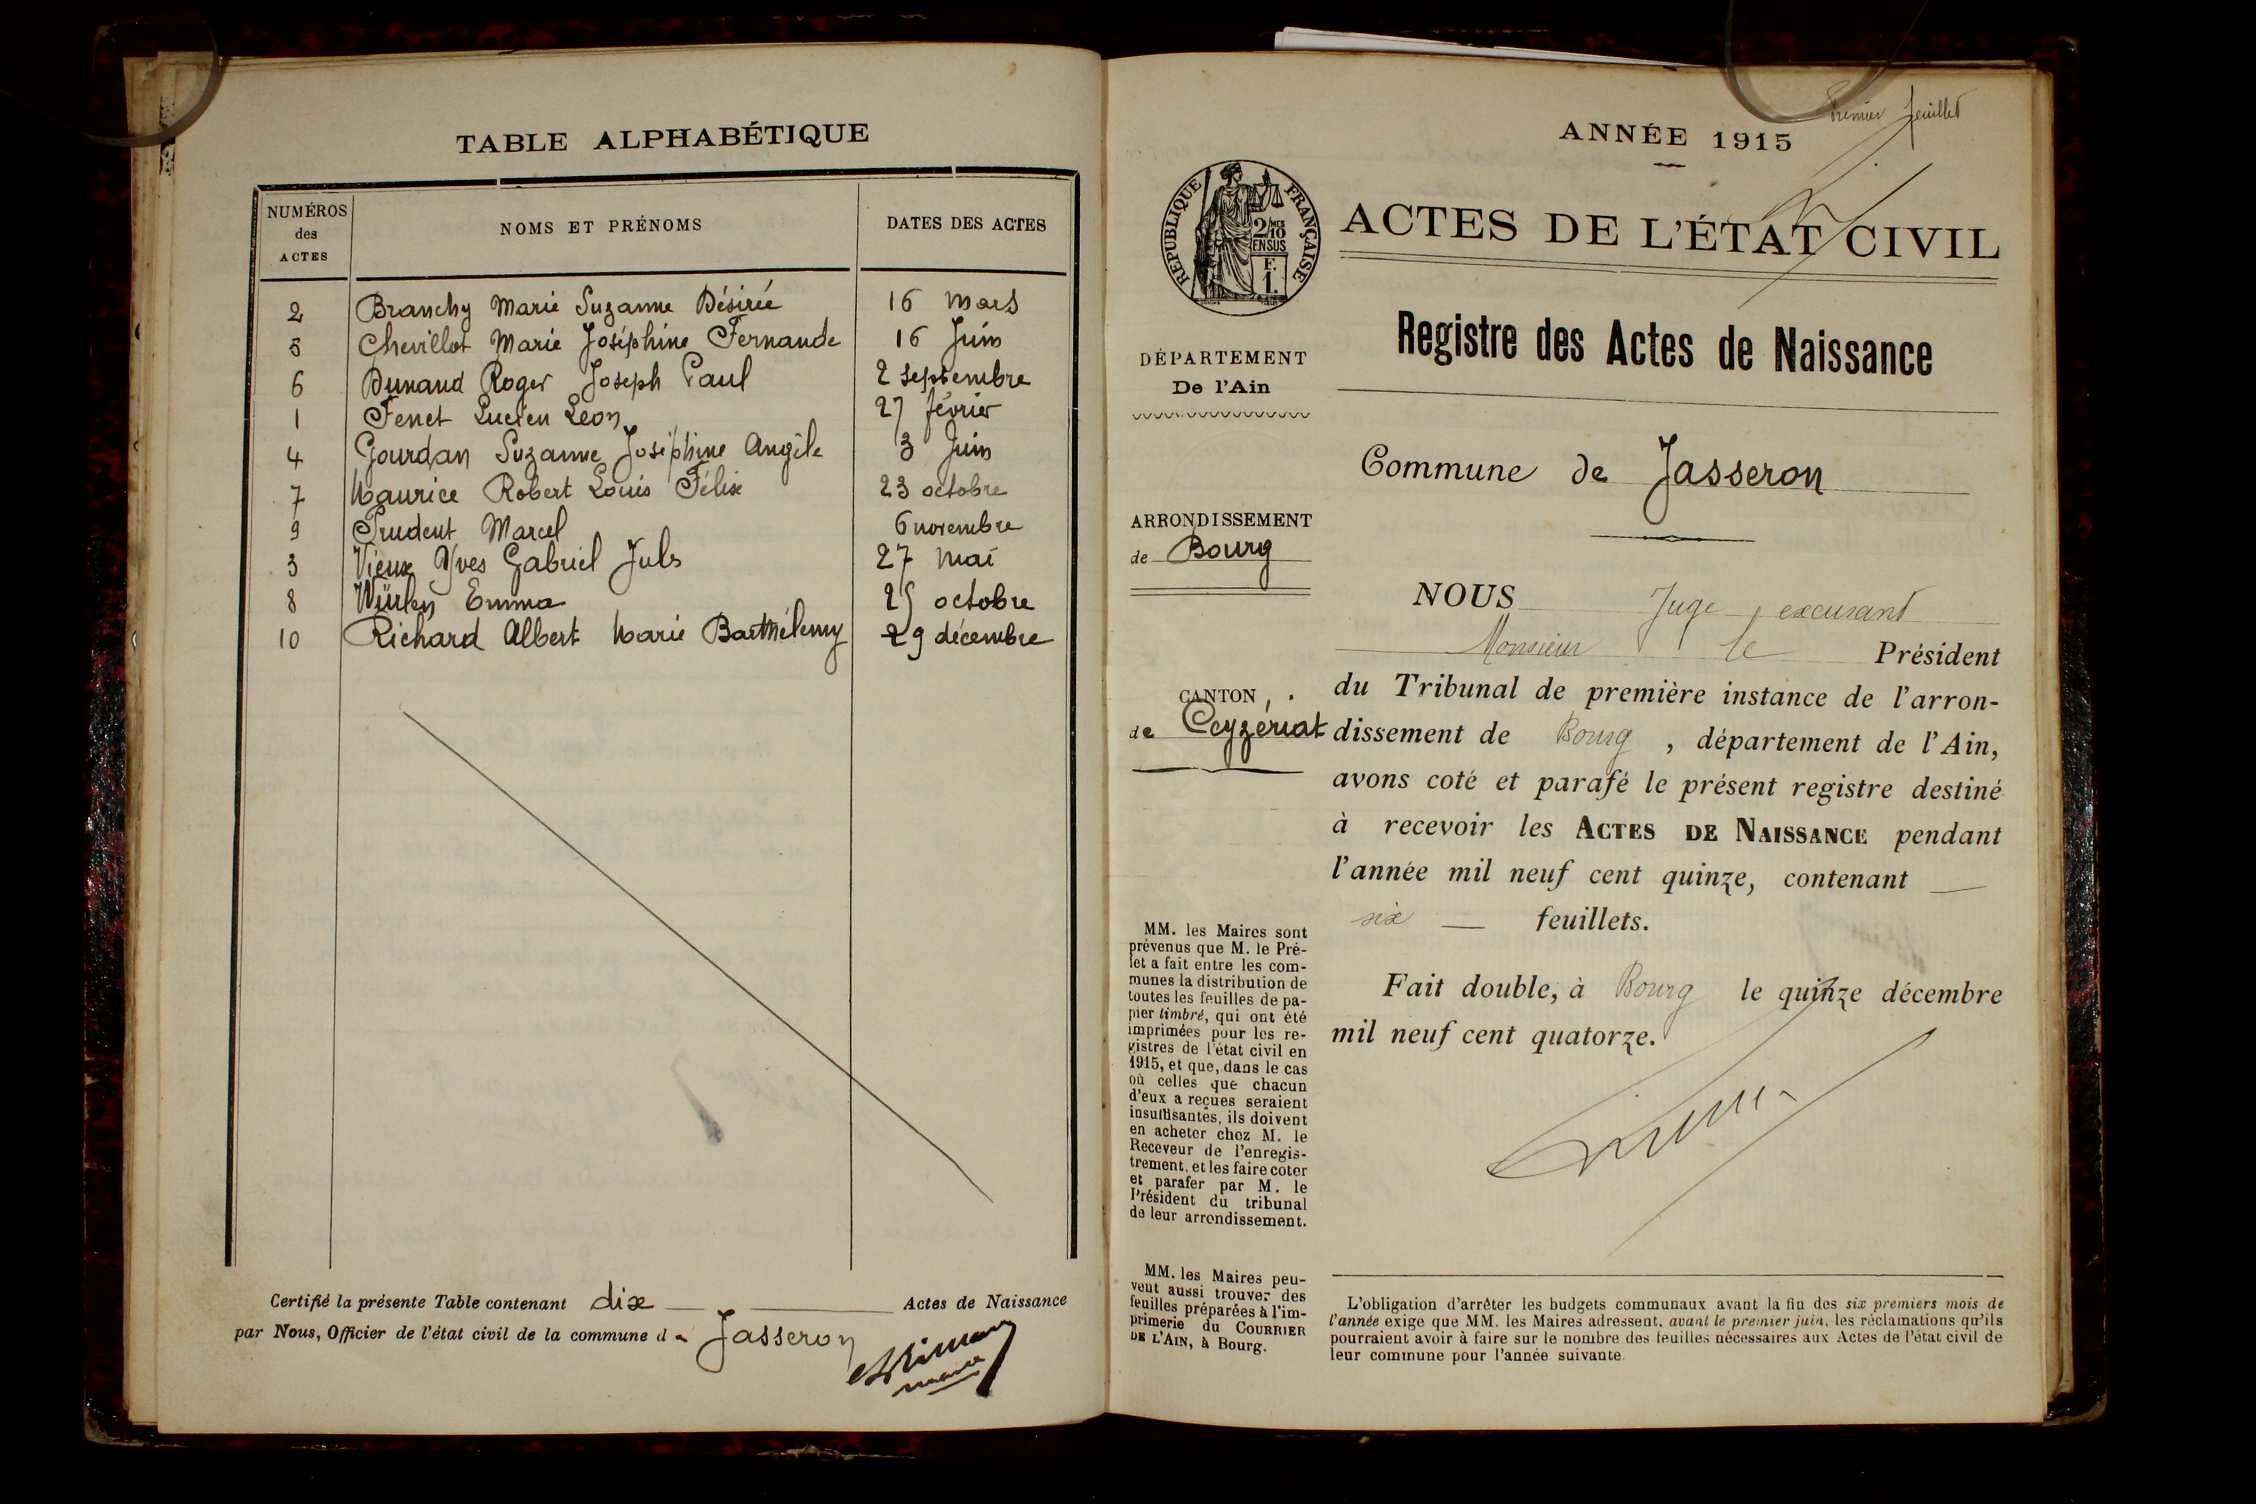 TABLE ALPHABÉTIQUE
NUMÉROS des ACTES NOMS ET PRÉNOMS DATES DES ACTES
2 Branchy Marie Suzanne Désirée 16 mars
5 Chevillot Marie Joséphine Fernande 16 Juin
6 Dunand Roger Joseph Paul 2 septembre
1 Fenet Lucien Léon 27 février
4 Gourdan Suzanne Joséphine Angèle 3 Juin
7 Maurice Robert Louis Félix 23 octobre
9 Prudent Marcel 6 novembre
3 Vieux Yves Gabriel Jules 27 mai
8 Würlen Emma 25 octobre
10 Richard Albert Marie Barthélemy 29 décembre
Certifié la présente Table contenant dix Actes de Naissance
par Nous, Officier de l'état civil de la commune de Jasseron
Premier feuillet
ANNÉE 1915
RÉPUBLIQUE FRANÇAISE
2/10 MES
EN SUS
F.
1.
ACTES DE L'ÉTAT CIVIL
Registre des Actes de Naissance
DÉPARTEMENT
De l'Ain
Commune de Jasseron
ARRONDISSEMENT
de Bourg
CANTON
de Ceyzériat
NOUS Juge, excusant
Monsieur le Président
du Tribunal de première instance de l'arron-
dissement de Bourg, département de l'Ain,
avons coté et parafé le présent registre destiné
à recevoir les ACTES DE NAISSANCE pendant
l'année mil neuf cent quinze, contenant
six feuillets.
Fait double, à Bourg le quinze décembre
mil neuf cent quatorze.
MM. les Maires sont
prévenus que M. le Pré-
fet a fait entre les com-
munes la distribution de
toutes les feuilles de pa-
pier timbré, qui ont été
imprimées pour les re-
gistres de l'état civil en
1915, et que, dans le cas
où celles que chacun
d'eux a reçues seraient
insuffisantes, ils doivent
en acheter chez M. le
Receveur de l'enregis-
trement, et les faire coter
et parafer par M. le
Président du tribunal
de leur arrondissement.
MM. les Maires peu-
vent aussi trouver des
feuilles préparées à l'im-
primerie du COURRIER
DE L'AIN, à Bourg.
L'obligation d'arrêter les budgets communaux avant la fin des six premiers mois de
l'année exige que MM. les Maires adressent, avant le premier juin, les réclamations qu'ils
pourraient avoir à faire sur le nombre des feuilles nécessaires aux Actes de l'état civil de
leur commune pour l'année suivante.